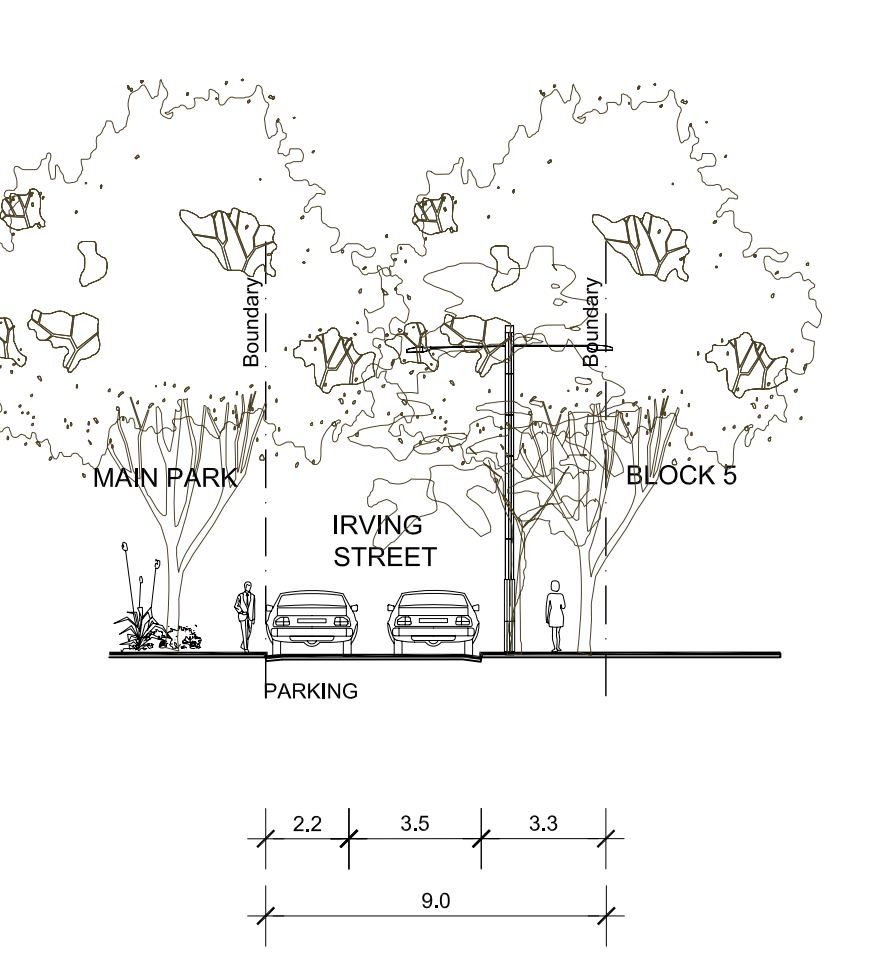 Boundary
Boundary
MAIN PARK
BLOCK 5
IRVING
STREET
PARKING
2.2
3.5
3.3
9.0